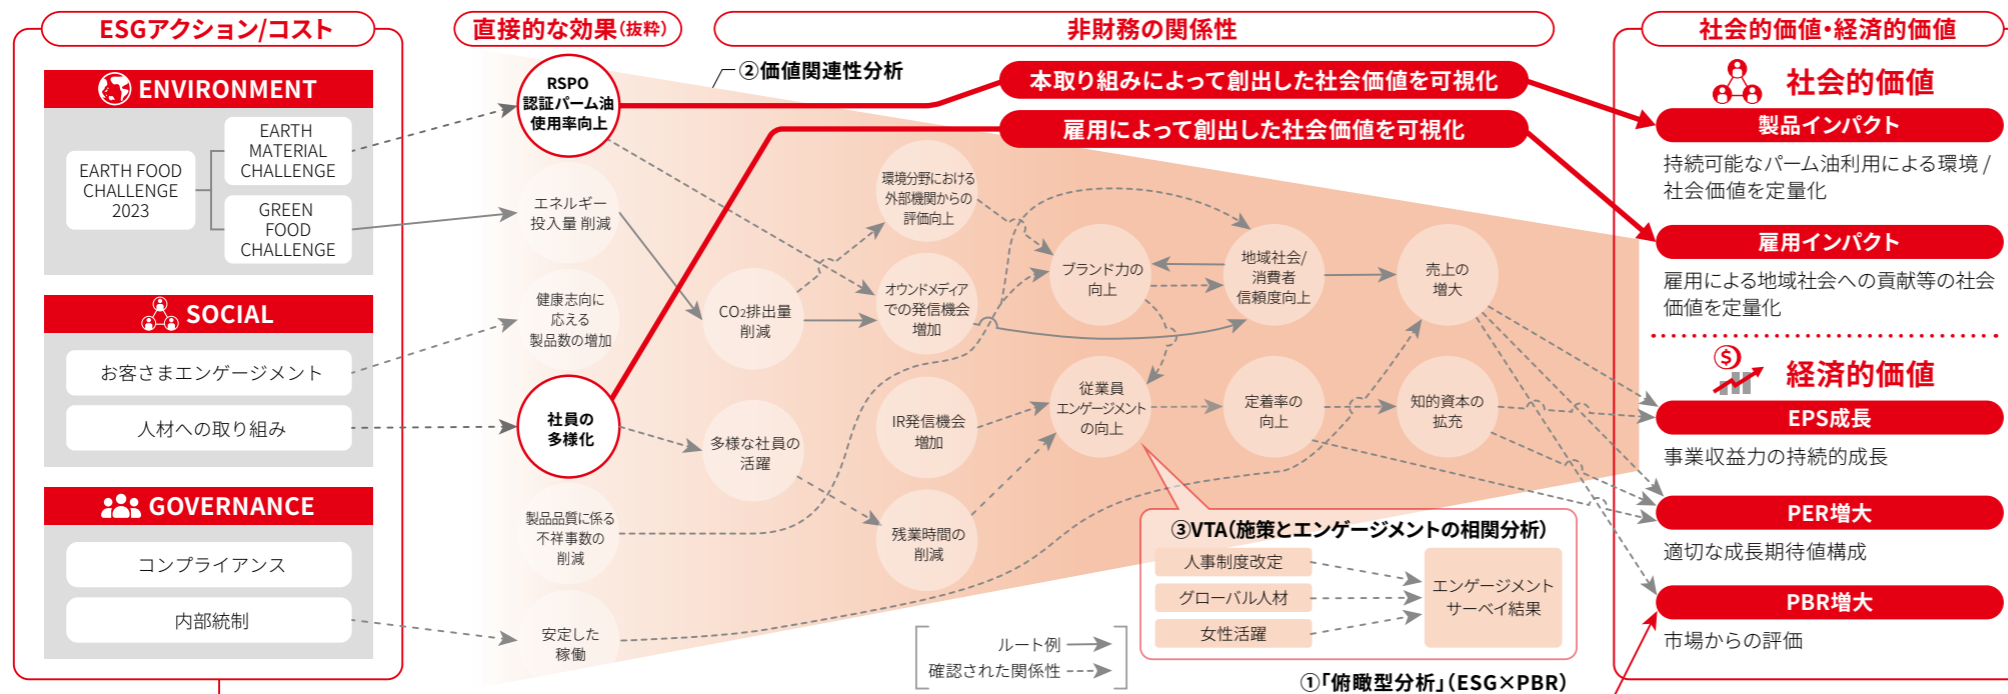 ESGアクション/コスト
ENVIRONMENT
EARTH FOOD
CHALLENGE
2023
EARTH
MATERIAL
CHALLENGE
GREEN
FOOD
CHALLENGE
SOCIAL
お客さまエンゲージメント
人材への取り組み
GOVERNANCE
コンプライアンス
内部統制
直接的な効果(抜粋)
RSPO
認証パーム油
使用率向上
エネルギー
投入量 削減
健康志向に
応える
製品数の増加
社員の
多様化
製品品質に係る
不祥事数の
削減
安定した
稼働
非財務の関係性
②価値関連性分析
本取り組みによって創出した社会価値を可視化
雇用によって創出した社会価値を可視化
CO2排出量
削減
多様な社員の
活躍
環境分野における
外部機関からの
評価向上
オウンドメディア
での発信機会
増加
IR発信機会
増加
残業時間の
削減
ブランド力の
向上
従業員
エンゲージメント
の向上
地域社会/
消費者
信頼度向上
定着率の
向上
売上の
増大
知的資本の
拡充
③VTA(施策とエンゲージメントの相関分析)
人事制度改定
グローバル人材
女性活躍
エンゲージメント
サーベイ結果
ルート例
確認された関係性
①「俯瞰型分析」(ESG×PBR)
社会的価値・経済的価値
社会的価値
製品インパクト
持続可能なパーム油利用による環境/
社会価値を定量化
雇用インパクト
雇用による地域社会への貢献等の社会
価値を定量化
経済的価値
EPS成長
事業収益力の持続的成長
PER増大
適切な成長期待値構成
PBR増大
市場からの評価